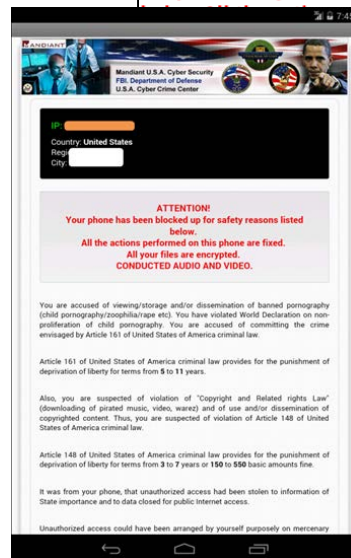 7:45
MANDIANT
Mandiant U.S.A. Cyber Security
FBI. Department of Defense
U.S.A. Cyber Crime Center
IP:
Country: United States
Regi
City:
ATTENTION!
Your phone has been blocked up for safety reasons listed
below.
All the actions performed on this phone are fixed.
All your files are encrypted.
CONDUCTED AUDIO AND VIDEO.
You are accused of viewing/storage and/or dissemination of banned pornography
(child pornography/zoophilia/rape etc). You have violated World Declaration on non-
proliferation of child pornography. You are accused of committing the crime
envisaged by Article 161 of United States of America criminal law.
Article 161 of United States of America criminal law provides for the punishment of
deprivation of liberty for terms from 5 to 11 years.
Also, you are suspected of violation of "Copyright and Related rights Law"
(downloading of pirated music, video, warez) and of use and/or dissemination of
copyrighted content. Thus, you are suspected of violation of Article 148 of United
States of America criminal law.
Article 148 of United States of America criminal law provides for the punishment of
deprivation of liberty for terms from 3 to 7 years or 150 to 550 basic amounts fine.
It was from your phone, that unauthorized access had been stolen to information of
State importance and to data closed for public Internet access.
Unauthorized access could have been arranged by yourself purposely on mercenary